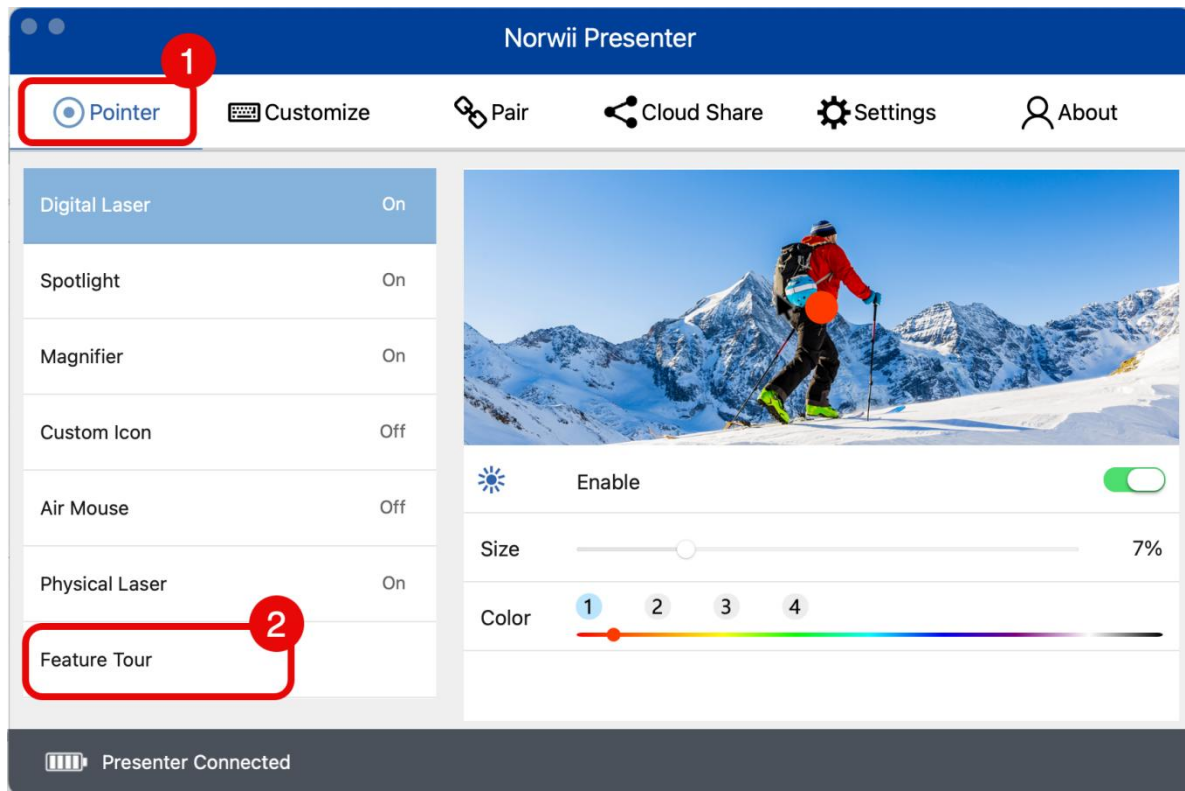 Norwii Presenter
1
Pointer Customize Pair Cloud Share Settings About
Digital Laser On
Spotlight On
Magnifier On
Custom Icon Off
Air Mouse Off
Physical Laser On
2
Feature Tour
Enable
Size 7%
Color 1 2 3 4
Presenter Connected